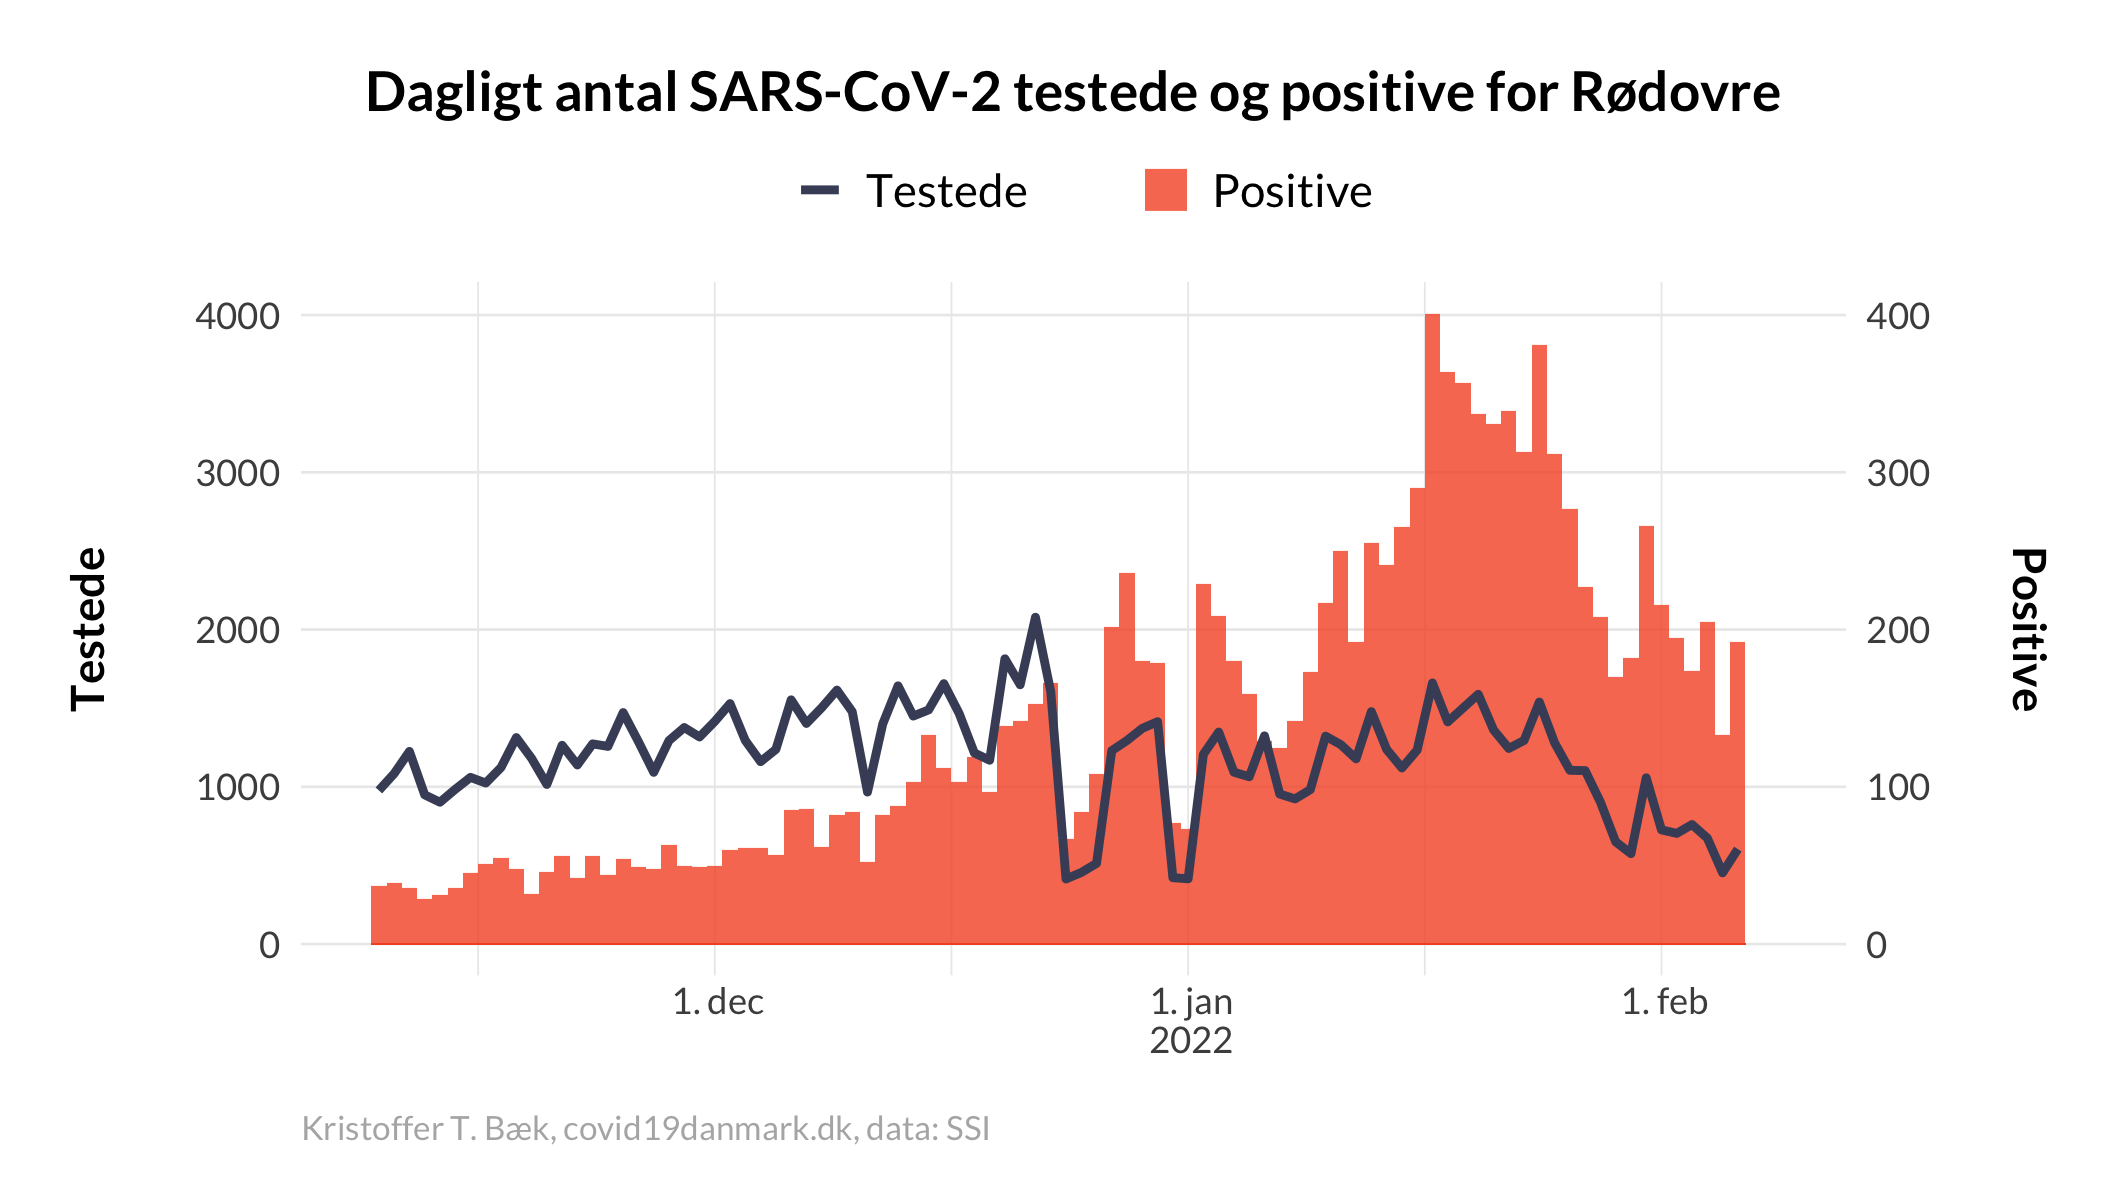 Dagligt antal SARS-CoV-2 testede og positive for Rødovre
Testede
Positive
4000
3000
2000
1000
0
400
300
200
100
0
Testede
Positive
1. dec
1. jan
2022
1. feb
Kristoffer T. Bæk, covid19danmark.dk, data: SSI